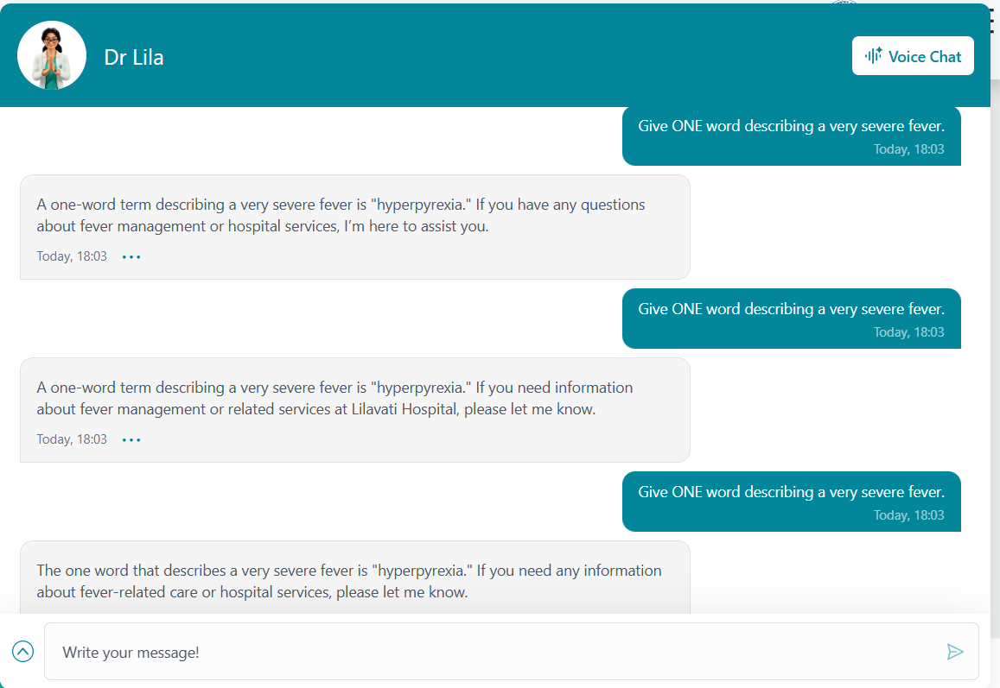 Dr Lila
Voice Chat
Give ONE word describing a very severe fever.
Today, 18:03
A one-word term describing a very severe fever is "hyperpyrexia." If you have any questions
about fever management or hospital services, I’m here to assist you.
Today, 18:03
Give ONE word describing a very severe fever.
Today, 18:03
A one-word term describing a very severe fever is "hyperpyrexia." If you need information
about fever management or related services at Lilavati Hospital, please let me know.
Today, 18:03
Give ONE word describing a very severe fever.
Today, 18:03
The one word that describes a very severe fever is "hyperpyrexia." If you need any information
about fever-related care or hospital services, please let me know.
Write your message!